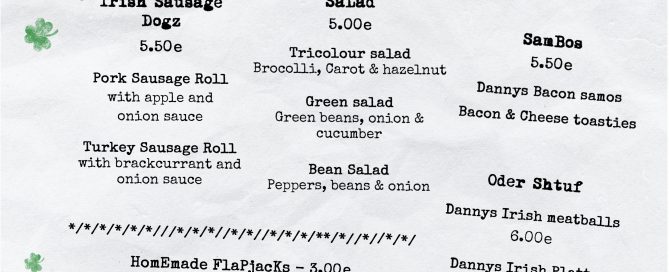 Irish Sausage
Dogz
5.50e
Pork Sausage Roll
with apple and
onion sauce
Turkey Sausage Roll
with brackcurrant and
onion sauce
Salad
5.00e
Tricolour salad
Brocolli, Carot & hazelnut
Green salad
Green beans, onion &
cucumber
Bean Salad
Peppers, beans & onion
SamBos
5.50e
Dannys Bacon samos
Bacon & Cheese toasties
Oder Shtuf
Dannys Irish meatballs
6.00e
Dannys Irish Platt
*/*/*/*/*/*///*/*/*//*/*//*/*/*/**/*//*//*/*/
HomEmade FlaPjacKs - 3.00e